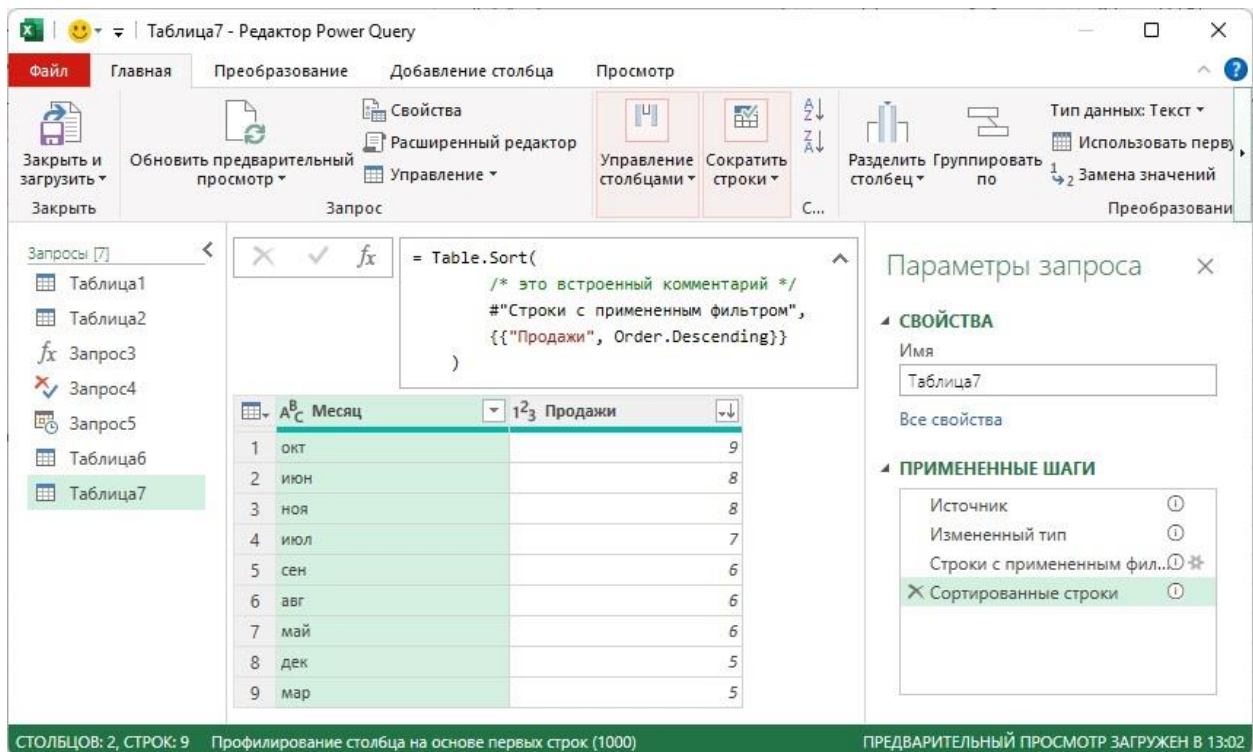 Таблица7 - Редактор Power Query
Файл Главная Преобразование Добавление столбца Просмотр
Закрыть и загрузить
Закрыть
Обновить предварительный просмотр
Свойства
Расширенный редактор
Управление
Запрос
Управление столбцами
Сократить строки
С...
Разделить столбец
Группировать по
Тип данных: Текст
Использовать перву
Замена значений
Преобразовани
Запросы [7]
Таблица1
Таблица2
fx Запрос3
Запрос4
Запрос5
Таблица6
Таблица7
fx
= Table.Sort(
/* это встроенный комментарий */
#"Строки с примененным фильтром",
{{"Продажи", Order.Descending}}
)
ABC Месяц 123 Продажи
1 окт 9
2 июн 8
3 ноя 8
4 июл 7
5 сен 6
6 авг 6
7 май 6
8 дек 5
9 мар 5
Параметры запроса
СВОЙСТВА
Имя
Таблица7
Все свойства
ПРИМЕНЕННЫЕ ШАГИ
Источник
Измененный тип
Строки с примененным фил...
Сортированные строки
СТОЛБЦОВ: 2, СТРОК: 9 Профилирование столбца на основе первых строк (1000) ПРЕДВАРИТЕЛЬНЫЙ ПРОСМОТР ЗАГРУЖЕН В 13:02